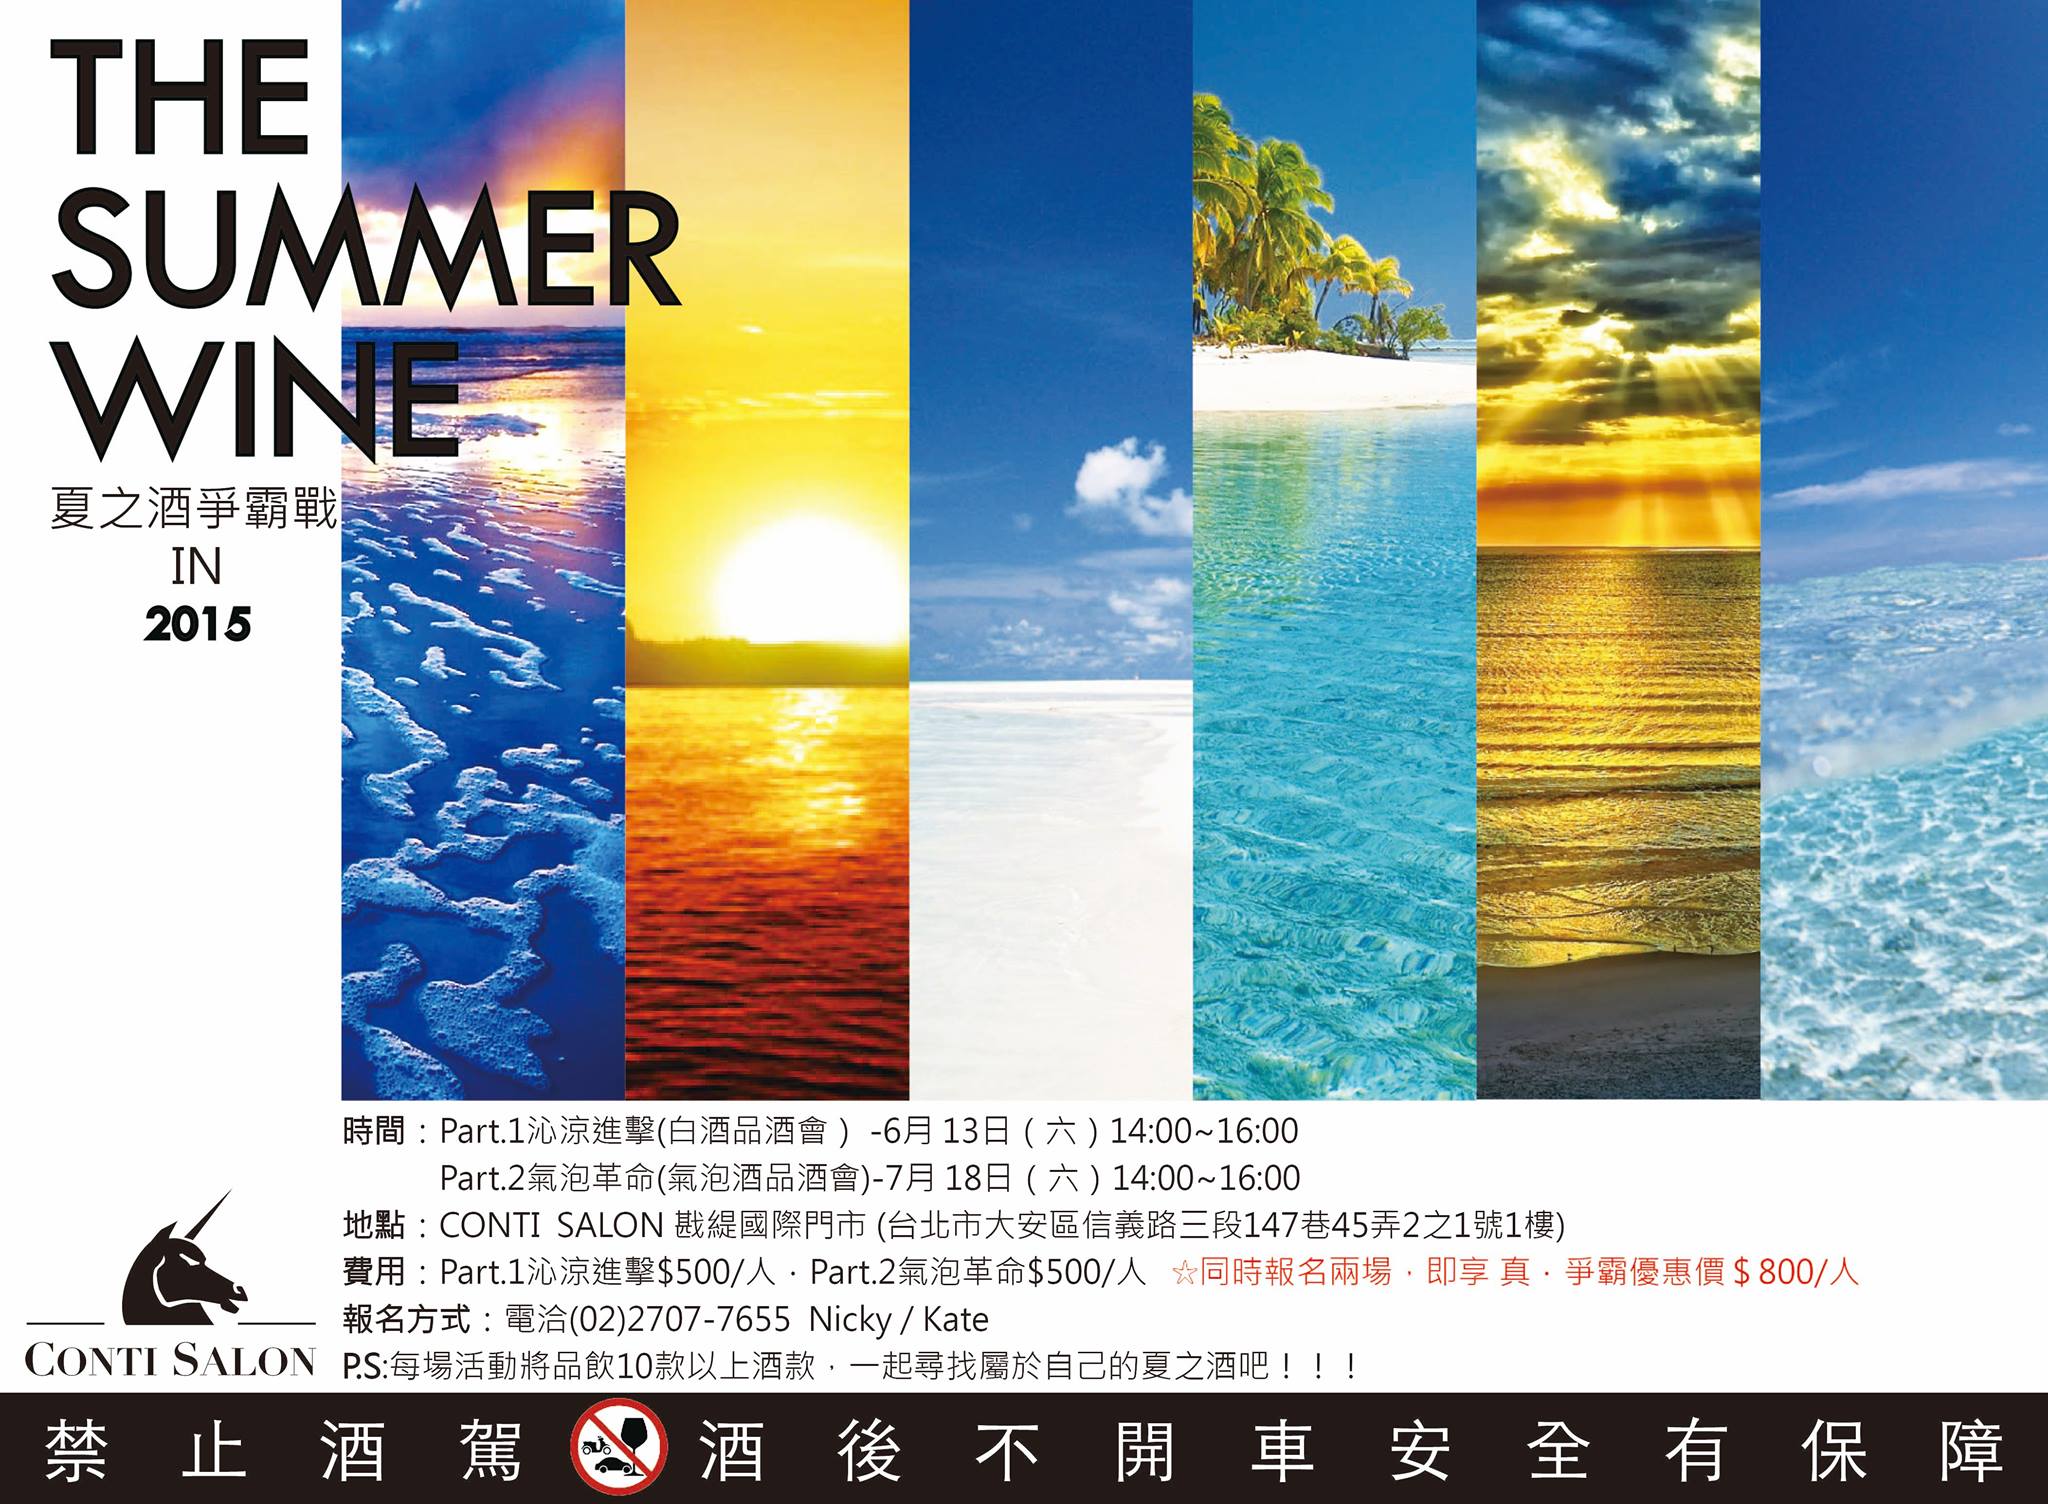 THE
SUMMER
WINE
夏之酒爭霸戰
IN
2015
時間：Part.1沁涼進擊(白酒品酒會） -6月 13日（六）14:00~16:00
Part.2氣泡革命(氣泡酒品酒會)-7月 18日（六）14:00~16:00
地點：CONTI SALON 戡緹國際門市 (台北市大安區信義路三段147巷45弄2之1號1樓)
費用：Part.1沁涼進擊$500/人．Part.2氣泡革命$500/人 ☆同時報名兩場，即享 真．爭霸優惠價＄800/人
報名方式：電洽(02)2707-7655 Nicky / Kate
P.S:每場活動將品飲10款以上酒款，一起尋找屬於自己的夏之酒吧！！！
CONTI SALON
禁止酒駕 酒後不開車安全有保障